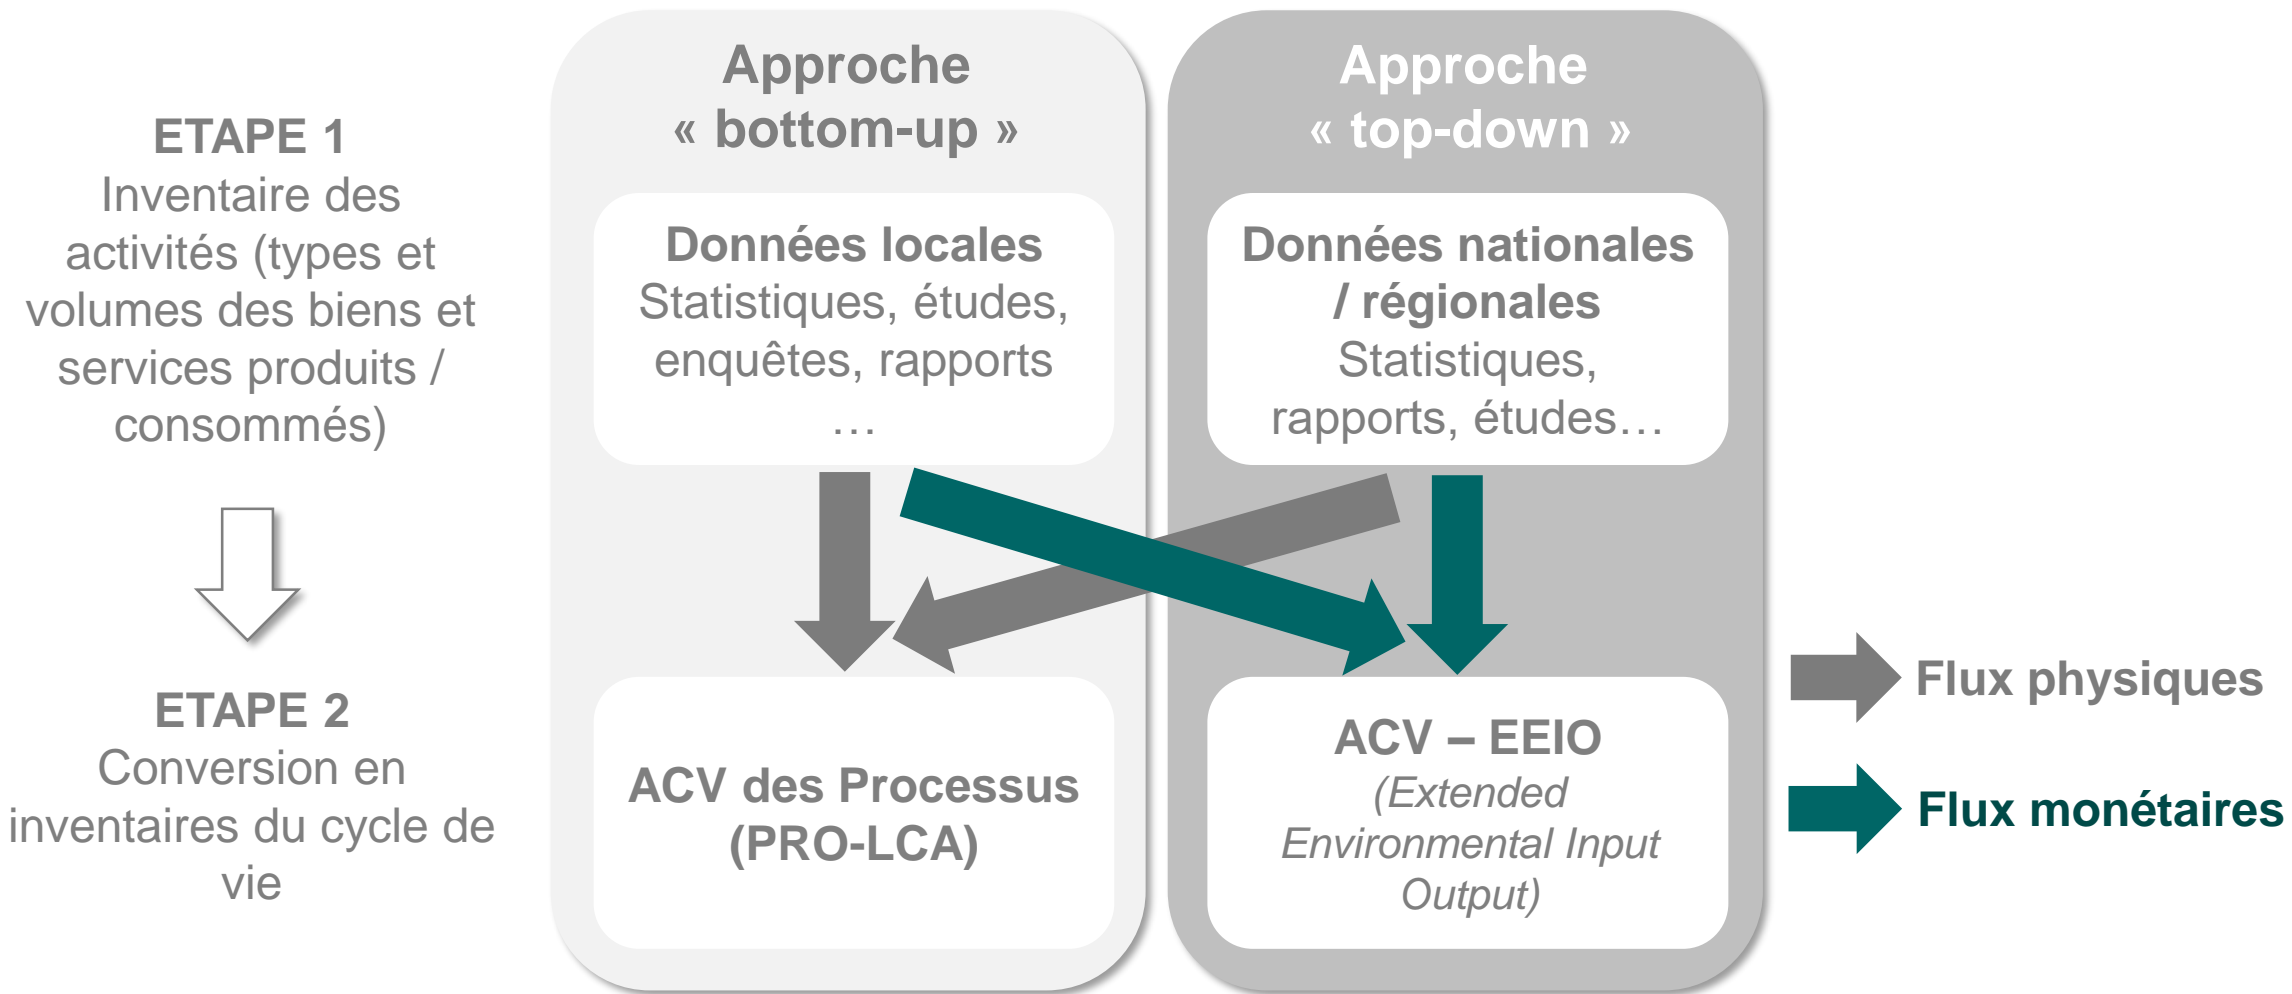 ETAPE 1
Inventaire des
activités (types et
volumes des biens et
services produits /
consommés)
ETAPE 2
Conversion en
inventaires du cycle de
vie
Approche
« bottom-up »
Données locales
Statistiques, études,
enquêtes, rapports
…
ACV des Processus
(PRO-LCA)
Approche
« top-down »
Données nationales
/ régionales
Statistiques,
rapports, études…
ACV – EEIO
(Extended
Environmental Input
Output)
Flux physiques
Flux monétaires